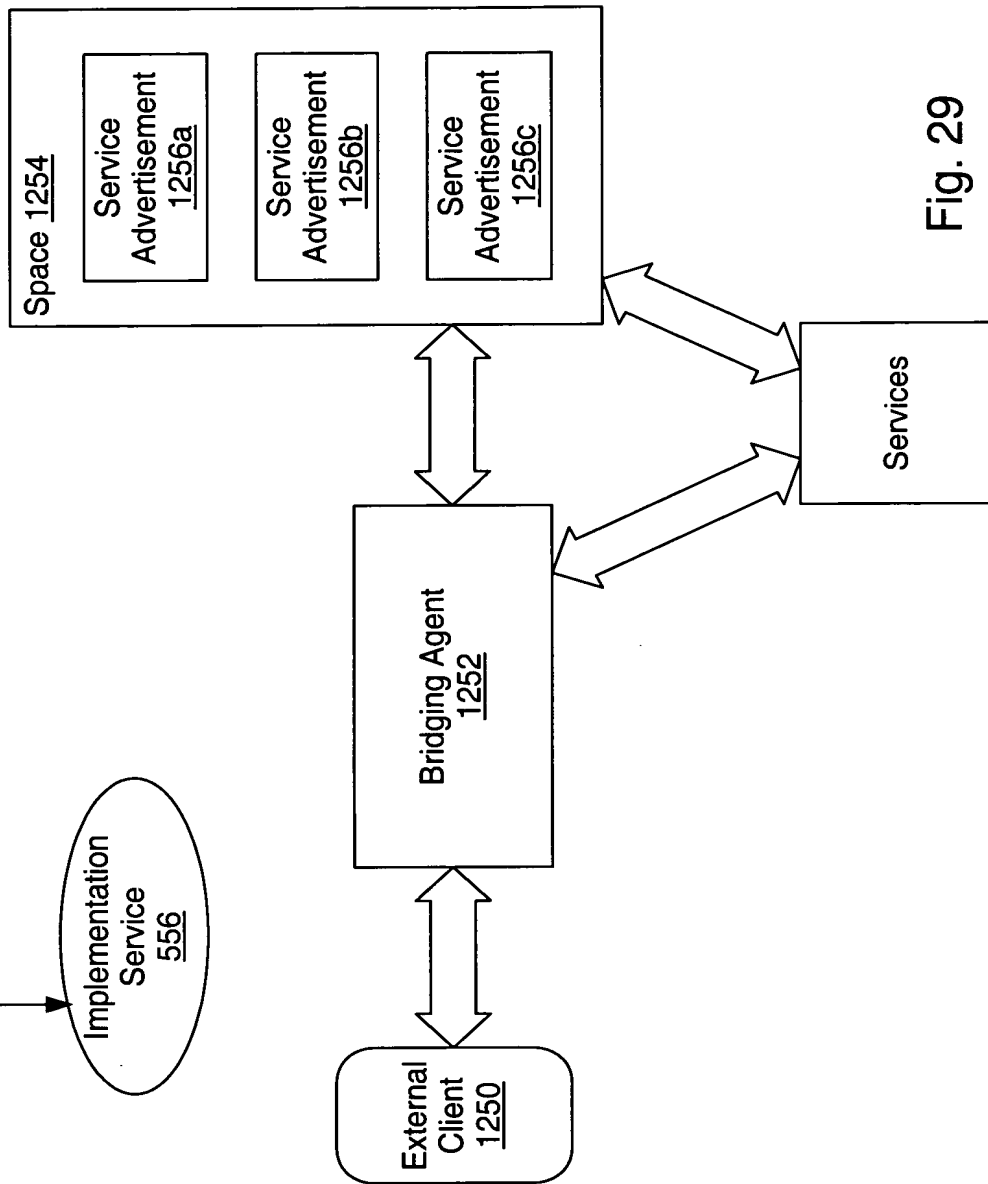 Implementation
Service
556
External
Client
1250
Bridging Agent
1252
Space 1254
Service
Advertisement
1256a
Service
Advertisement
1256b
Service
Advertisement
1256c
Services
Fig. 29